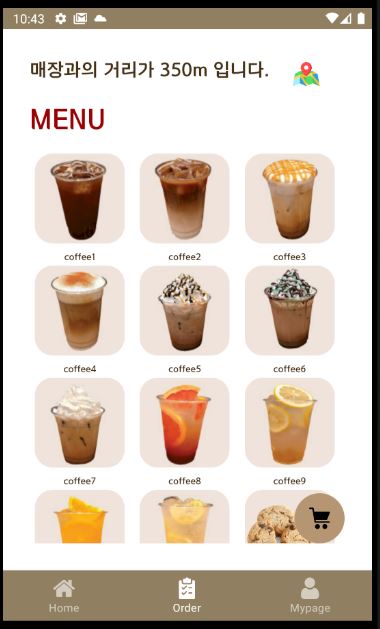 10:43
매장과의 거리가 350m 입니다.
MENU
coffee1 coffee2 coffee3
coffee4 coffee5 coffee6
coffee7 coffee8 coffee9
Home Order Mypage